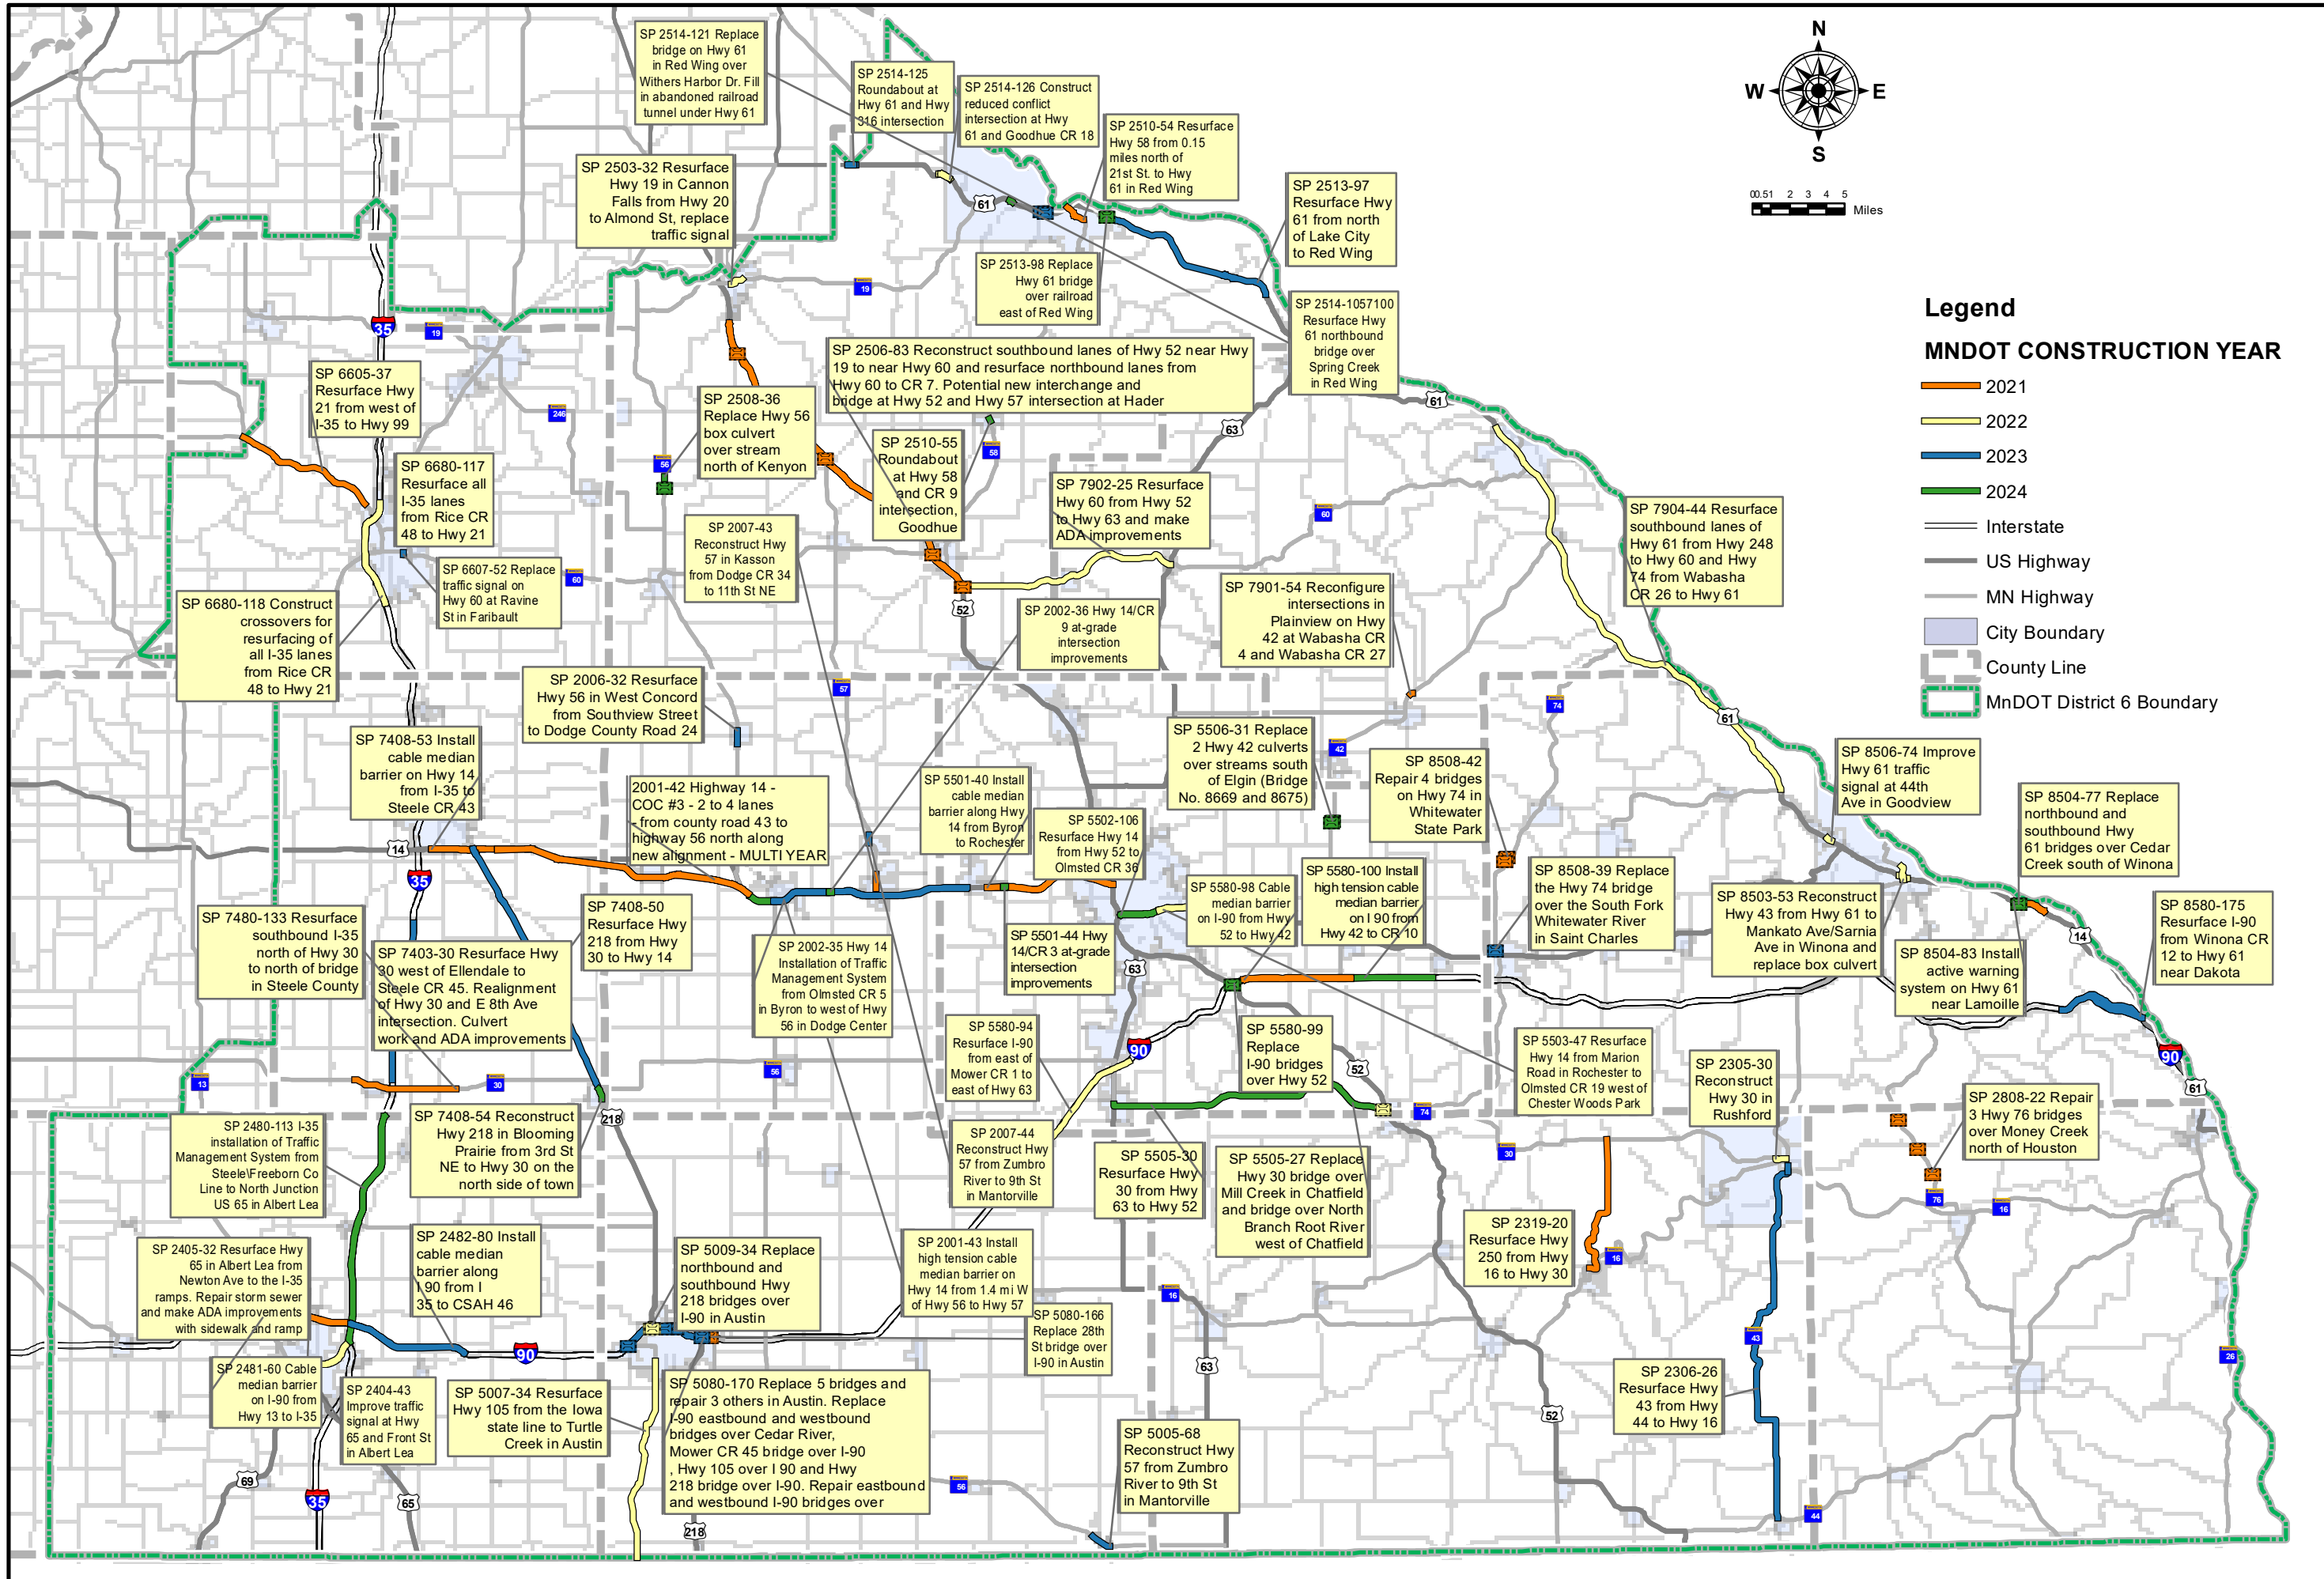 SP 2514-121 Replace
bridge on Hwy 61
in Red Wing over
Withers Harbor Dr. Fill
in abandoned railroad
tunnel under Hwy 61
SP 2514-125
Roundabout at
Hwy 61 and Hwy
316 intersection
SP 2514-126 Construct
reduced conflict
intersection at Hwy
61 and Goodhue CR 18
SP 2510-54 Resurface
Hwy 58 from 0.15
miles north of
21st St. to Hwy
61 in Red Wing
N
W E
S
00.51 2 3 4 5
Miles
SP 2503-32 Resurface
Hwy 19 in Cannon
Falls from Hwy 20
to Almond St, replace
traffic signal
SP 2513-97
Resurface Hwy
61 from north
of Lake City
to Red Wing
61
SP 2513-98 Replace
Hwy 61 bridge
over railroad
east of Red Wing
19
SP 2514-1057100
Resurface Hwy
61 northbound
bridge over
Spring Creek
in Red Wing
Legend
MNDOT CONSTRUCTION YEAR
2021
2022
2023
2024
Interstate
US Highway
MN Highway
City Boundary
County Line
MnDOT District 6 Boundary
35
19
SP 6605-37
Resurface Hwy
21 from west of
I-35 to Hwy 99
246
SP 2506-83 Reconstruct southbound lanes of Hwy 52 near Hwy
19 to near Hwy 60 and resurface northbound lanes from
Hwy 60 to CR 7. Potential new interchange and
bridge at Hwy 52 and Hwy 57 intersection at Hader
SP 2508-36
Replace Hwy 56
box culvert
over stream
north of Kenyon
61
63
SP 2510-55
Roundabout
at Hwy 58
and CR 9
intersection,
Goodhue
58
56
SP 6680-117
Resurface all
I-35 lanes
from Rice CR
48 to Hwy 21
SP 7902-25 Resurface
Hwy 60 from Hwy 52
to Hwy 63 and make
ADA improvements
60
SP 7904-44 Resurface
southbound lanes of
Hwy 61 from Hwy 248
to Hwy 60 and Hwy
74 from Wabasha
CR 26 to Hwy 61
SP 2007-43
Reconstruct Hwy
57 in Kasson
from Dodge CR 34
to 11th St NE
SP 6607-52 Replace
traffic signal on
Hwy 60 at Ravine
St in Faribault
60
SP 6680-118 Construct
crossovers for
resurfacing of
all I-35 lanes
from Rice CR
48 to Hwy 21
52
SP 2002-36 Hwy 14/CR
9 at-grade
intersection
improvements
SP 7901-54 Reconfigure
intersections in
Plainview on Hwy
42 at Wabasha CR
4 and Wabasha CR 27
SP 2006-32 Resurface
Hwy 56 in West Concord
from Southview Street
to Dodge County Road 24
57
74
61
SP 7408-53 Install
cable median
barrier on Hwy 14
from I-35 to
Steele CR 43
SP 5506-31 Replace
2 Hwy 42 culverts
over streams south
of Elgin (Bridge
No. 8669 and 8675)
42
SP 8508-42
Repair 4 bridges
on Hwy 74 in
Whitewater
State Park
SP 8506-74 Improve
Hwy 61 traffic
signal at 44th
Ave in Goodview
2001-42 Highway 14 -
COC #3 - 2 to 4 lanes
- from county road 43 to
highway 56 north along
new alignment - MULTI YEAR
SP 5501-40 Install
cable median
barrier along Hwy
14 from Byron
to Rochester
SP 5502-106
Resurface Hwy 14
from Hwy 52 to
Olmsted CR 36
SP 8504-77 Replace
northbound and
southbound Hwy
61 bridges over Cedar
Creek south of Winona
14
35
SP 5580-98 Cable
median barrier
on I-90 from Hwy
52 to Hwy 42
SP 5580-100 Install
high tension cable
median barrier
on I 90 from
Hwy 42 to CR 10
SP 8508-39 Replace
the Hwy 74 bridge
over the South Fork
Whitewater River
in Saint Charles
SP 8503-53 Reconstruct
Hwy 43 from Hwy 61 to
Mankato Ave/Sarnia
Ave in Winona and
replace box culvert
SP 8580-175
Resurface I-90
from Winona CR
12 to Hwy 61
near Dakota
14
SP 7480-133 Resurface
southbound I-35
north of Hwy 30
to north of bridge
in Steele County
SP 7408-50
Resurface Hwy
218 from Hwy
30 to Hwy 14
SP 7403-30 Resurface Hwy
30 west of Ellendale to
Steele CR 45. Realignment
of Hwy 30 and E 8th Ave
intersection. Culvert
work and ADA improvements
SP 2002-35 Hwy 14
Installation of Traffic
Management System
from Olmsted CR 5
in Byron to west of Hwy
56 in Dodge Center
SP 5501-44 Hwy
14/CR 3 at-grade
intersection
improvements
63
SP 8504-83 Install
active warning
system on Hwy 61
near Lamoille
SP 5580-94
Resurface I-90
from east of
Mower CR 1 to
east of Hwy 63
90
SP 5580-99
Replace
I-90 bridges
over Hwy 52
52
SP 5503-47 Resurface
Hwy 14 from Marion
Road in Rochester to
Olmsted CR 19 west of
Chester Woods Park
SP 2305-30
Reconstruct
Hwy 30 in
Rushford
90
61
13
30
56
74
SP 2808-22 Repair
3 Hwy 76 bridges
over Money Creek
north of Houston
SP 2480-113 I-35
installation of Traffic
Management System from
Steele\Freeborn Co
Line to North Junction
US 65 in Albert Lea
SP 7408-54 Reconstruct
Hwy 218 in Blooming
Prairie from 3rd St
NE to Hwy 30 on the
north side of town
218
SP 2007-44
Reconstruct Hwy
57 from Zumbro
River to 9th St
in Mantorville
SP 5505-30
Resurface Hwy
30 from Hwy
63 to Hwy 52
SP 5505-27 Replace
Hwy 30 bridge over
Mill Creek in Chatfield
and bridge over North
Branch Root River
west of Chatfield
30
76
16
SP 2319-20
Resurface Hwy
250 from Hwy
16 to Hwy 30
16
SP 2405-32 Resurface Hwy
65 in Albert Lea from
Newton Ave to the I-35
ramps. Repair storm sewer
and make ADA improvements
with sidewalk and ramp
SP 2482-80 Install
cable median
barrier along
I 90 from I
35 to CSAH 46
SP 5009-34 Replace
northbound and
southbound Hwy
218 bridges over
I-90 in Austin
SP 2001-43 Install
high tension cable
median barrier on
Hwy 14 from 1.4 mi W
of Hwy 56 to Hwy 57
16
SP 5080-166
Replace 28th
St bridge over
I-90 in Austin
43
26
90
63
SP 2481-60 Cable
median barrier
on I-90 from
Hwy 13 to I-35
SP 2404-43
Improve traffic
signal at Hwy
65 and Front St
in Albert Lea
SP 5007-34 Resurface
Hwy 105 from the Iowa
state line to Turtle
Creek in Austin
SP 5080-170 Replace 5 bridges and
repair 3 others in Austin. Replace
I-90 eastbound and westbound
bridges over Cedar River,
Mower CR 45 bridge over I-90
, Hwy 105 over I 90 and Hwy
218 bridge over I-90. Repair eastbound
and westbound I-90 bridges over
SP 2306-26
Resurface Hwy
43 from Hwy
44 to Hwy 16
52
SP 5005-68
Reconstruct Hwy
57 from Zumbro
River to 9th St
in Mantorville
69
35
65
56
218
44